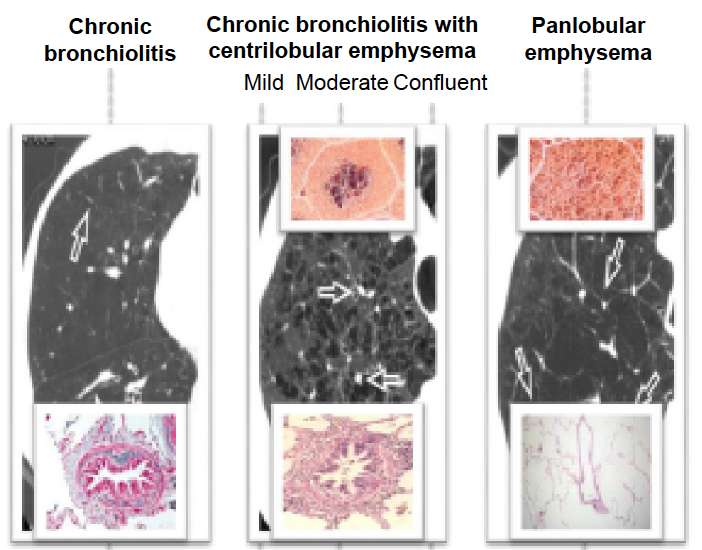 Chronic
bronchiolitis
Chronic bronchiolitis with
centrilobular emphysema
Mild Moderate Confluent
Panlobular
emphysema